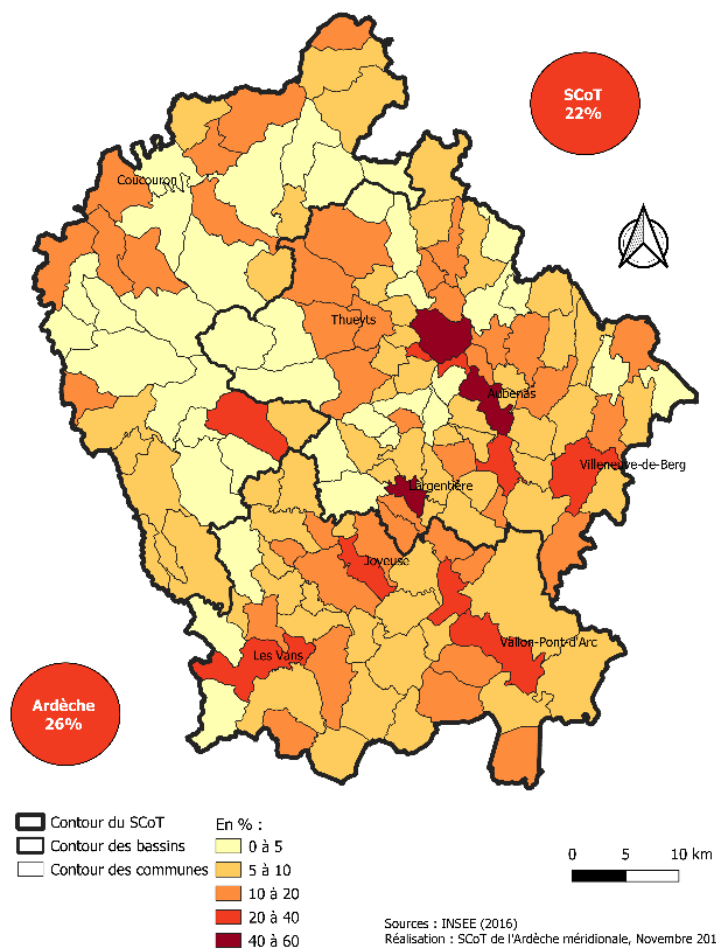 SCoT
22%
Coucouron
Thueyts
Aubenas
Villeneuve-de-Berg
Largentière
Joyeuse
Vallon-Pont-d'Arc
Les Vans
Ardèche
26%
Contour du SCoT
Contour des bassins
Contour des communes
En % :
0 à 5
5 à 10
10 à 20
20 à 40
40 à 60
0 5 10 km
Sources : INSEE (2016)
Réalisation : SCoT de l'Ardèche méridionale, Novembre 201